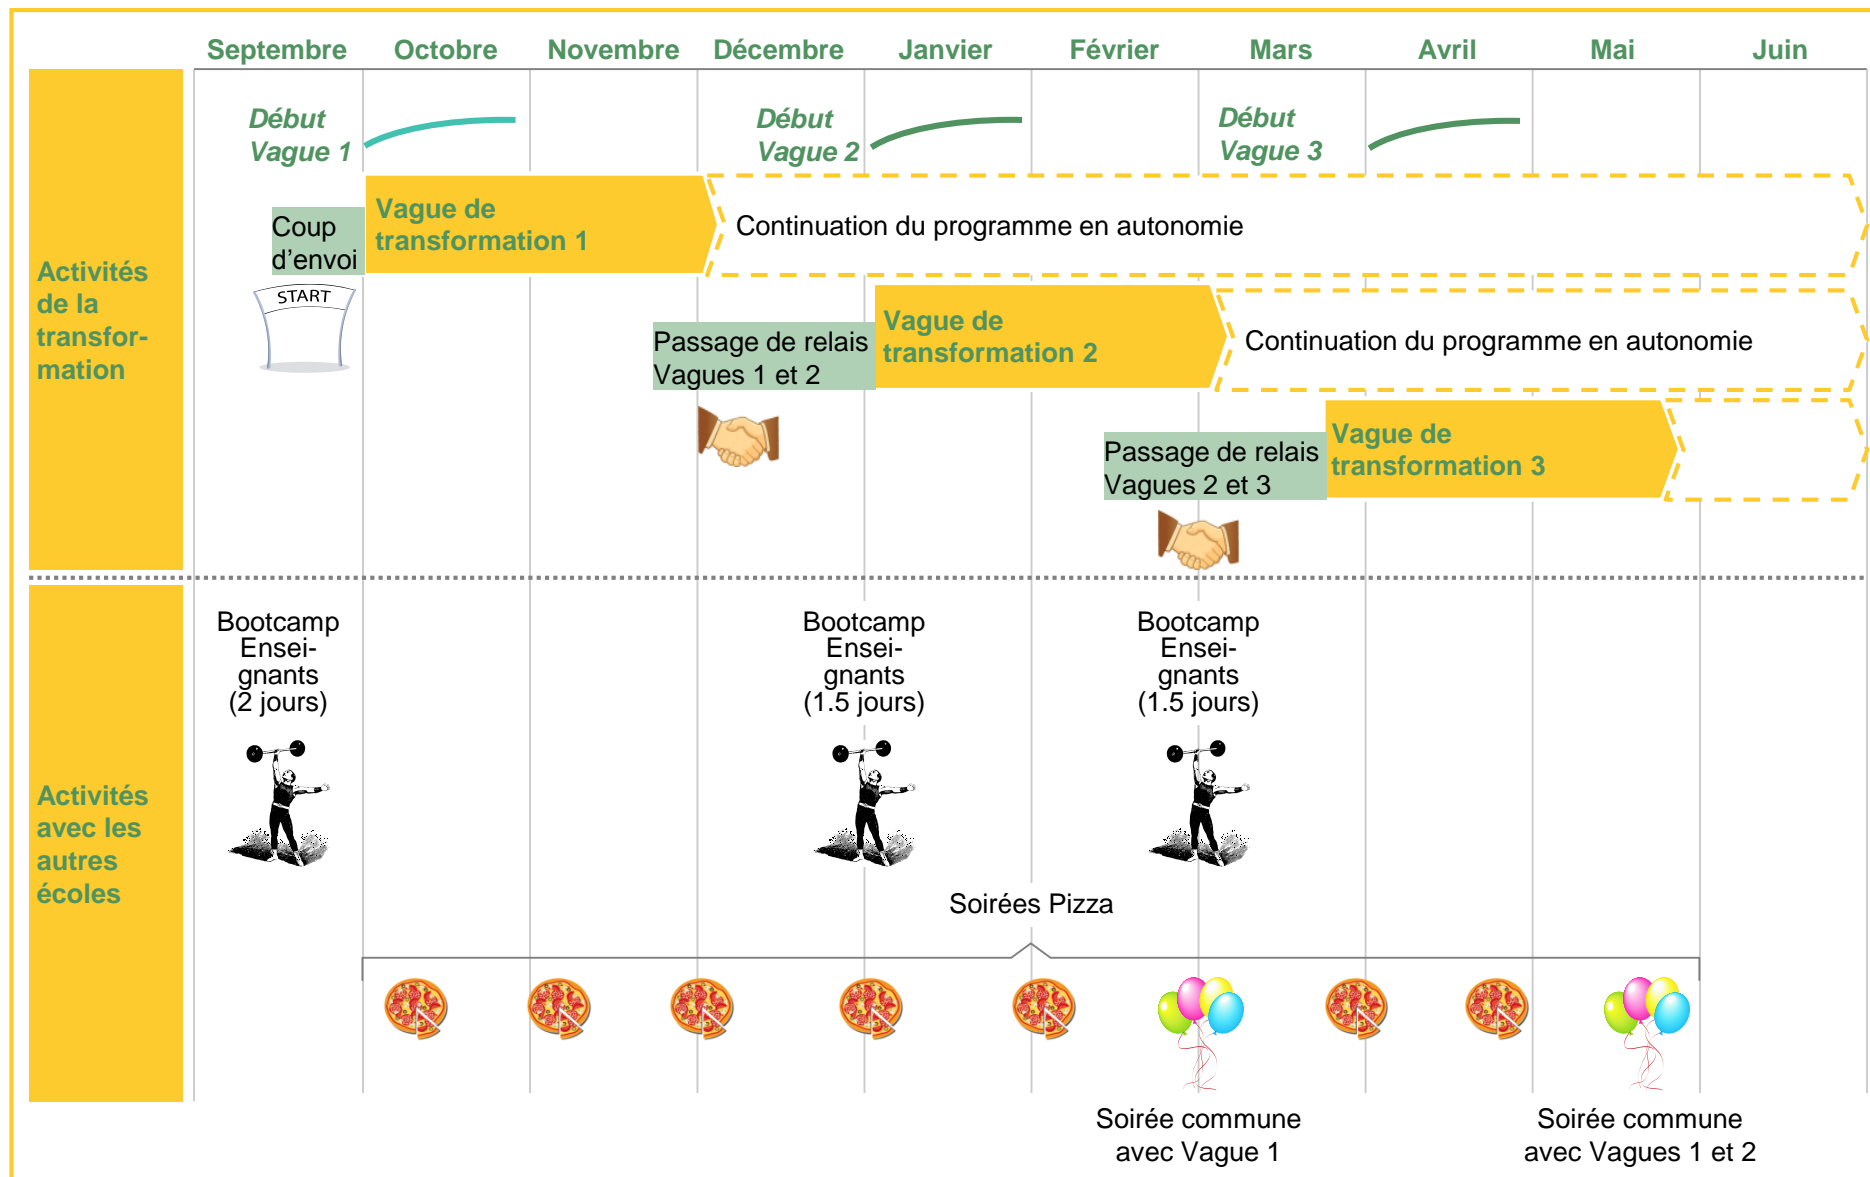 Septembre Octobre Novembre Décembre Janvier Février Mars Avril Mai Juin
Activités
de la
transfor-
mation
Début
Vague 1
Début
Vague 2
Début
Vague 3
Coup
d'envoi
START
Vague de
transformation 1
Continuation du programme en autonomie
Passage de relais
Vagues 1 et 2
Vague de
transformation 2
Continuation du programme en autonomie
Passage de relais
Vagues 2 et 3
Vague de
transformation 3
Activités
avec les
autres
écoles
Bootcamp
Ensei-
gnants
(2 jours)
Bootcamp
Ensei-
gnants
(1.5 jours)
Bootcamp
Ensei-
gnants
(1.5 jours)
Soirées Pizza
Soirée commune
avec Vague 1
Soirée commune
avec Vagues 1 et 2